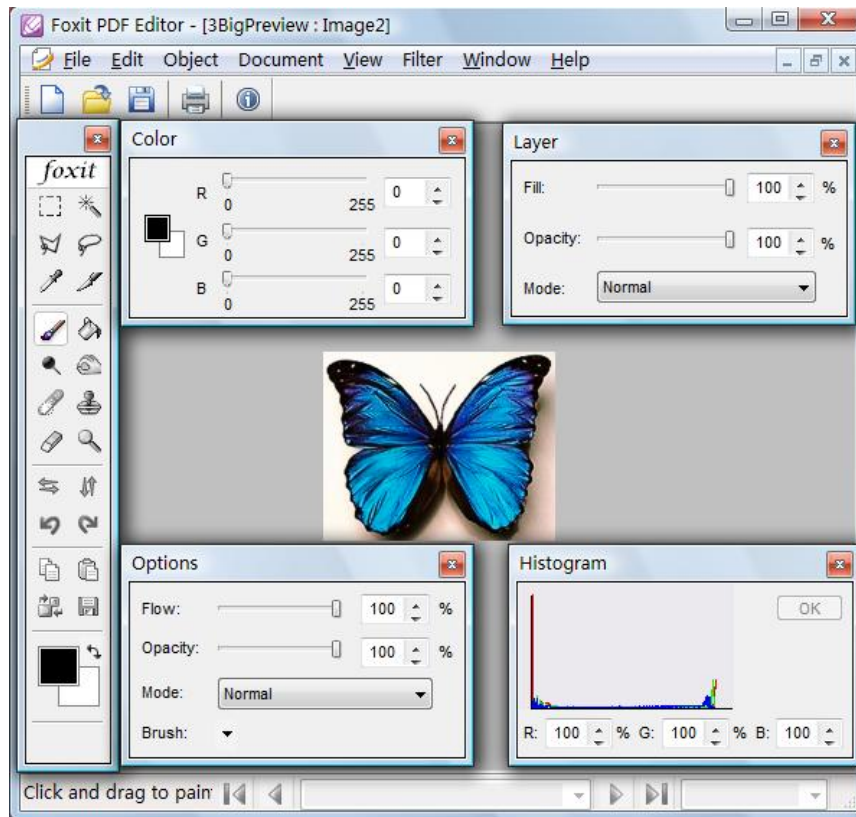 Foxit PDF Editor - [3BigPreview : Image2]
File Edit Object Document View Filter Window Help
foxit
Color
R 0 255 0
G 0 255 0
B 0 255 0
Layer
Fill: 100 %
Opacity: 100 %
Mode: Normal
Options
Flow: 100 %
Opacity: 100 %
Mode: Normal
Brush:
Histogram
OK
R: 100 % G: 100 % B: 100
Click and drag to pain